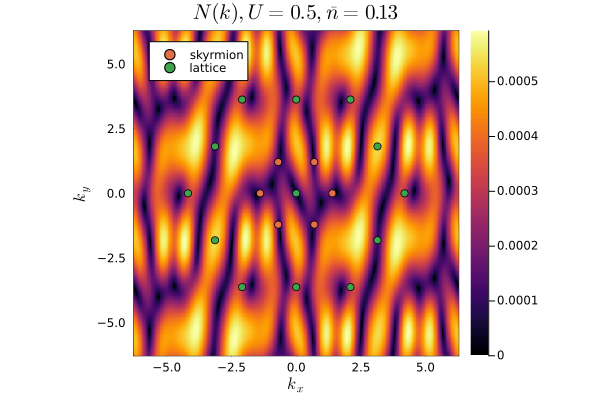 N(k), U = 0.5, n̄ = 0.13
skyrmion
lattice
5.0
2.5
0.0
−2.5
−5.0
k_y
−5.0 −2.5 0.0 2.5 5.0
k_x
0.0005
0.0004
0.0003
0.0002
0.0001
0